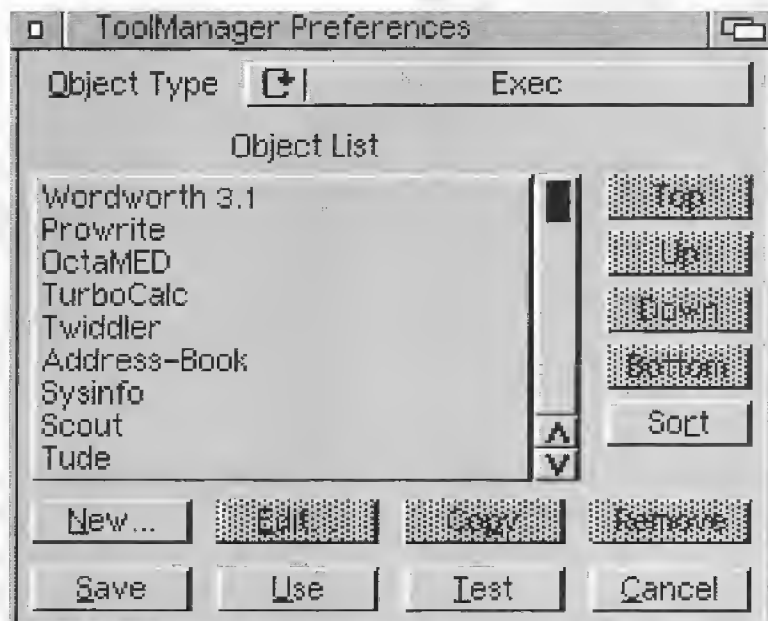 ToolManager Preferences
Object Type Exec
Object List
Wordworth 3.1
Prowrite
OctaMED
TurboCalc
Twiddler
Address-Book
Sysinfo
Scout
Tude
Top
Up
Down
Bottom
Sort
New... Edit... Copy Remove
Save Use Test Cancel